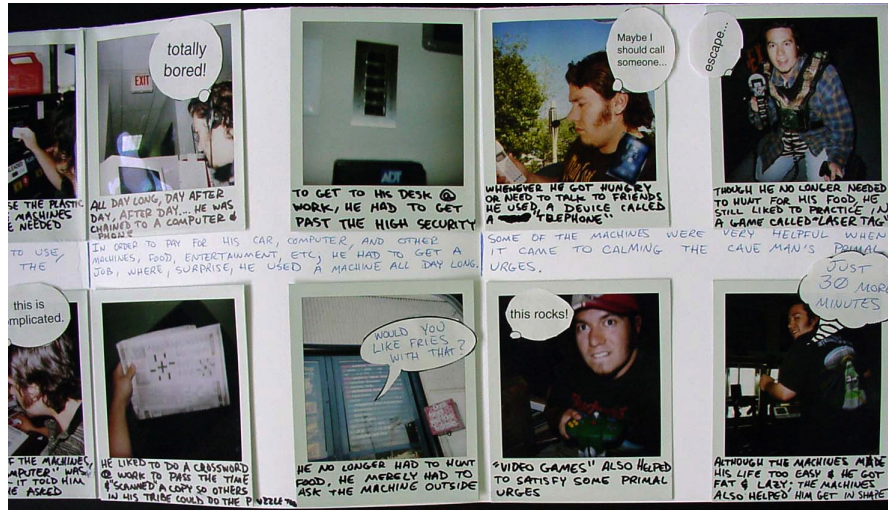 totally
bored!
EXIT
Maybe I
should call
someone...
escape...
ADT
SE THE PLASTIC
MACHINES
E NEEDED
ALL DAY LONG, DAY AFTER
DAY, AFTER DAY... HE WAS
CHAINED TO A COMPUTER &
PHONE
TO GET TO HIS DESK @
WORK, HE HAD TO GET
PAST THE HIGH SECURITY
WHENEVER HE GOT HUNGRY
OR NEED TO TALK TO FRIENDS
HE USED A DEVICE CALLED
A "TELEPHONE"
THOUGH HE NO LONGER NEEDED
TO HUNT FOR HIS FOOD, HE
STILL LIKED TO PRACTICE IN
A GAME CALLED "LASER TAG"
TO USE,
THE
IN ORDER TO PAY FOR HIS CAR, COMPUTER, AND OTHER
MACHINES, FOOD, ENTERTAINMENT, ETC, HE HAD TO GET A
JOB, WHERE, SURPRISE, HE USED A MACHINE ALL DAY LONG.
SOME OF THE MACHINES WERE VERY HELPFUL WHEN
IT CAME TO CALMING THE CAVE MAN'S PRIMAL
URGES.
this is
mplicated.
WOULD YOU
LIKE FRIES
WITH THAT?
this rocks!
JUST
30 MORE
MINUTES
F THE MACHINES,
MPUTER" WAS
IT TOLD HIM
HE ASKED
HE LIKED TO DO A CROSSWORD
@ WORK TO PASS THE TIME
& "SCANNED" A COPY SO OTHERS
IN HIS TRIBE COULD DO THE PUZZLE TOO
HE NO LONGER HAD TO HUNT
FOOD. HE MERELY HAD TO
ASK THE MACHINE OUTSIDE
"VIDEO GAMES" ALSO HELPED
TO SATISFY SOME PRIMAL
URGES
ALTHOUGH THE MACHINES MADE
HIS LIFE TOO EASY & HE GOT
FAT & LAZY; THE MACHINES
ALSO HELPED HIM GET IN SHAPE